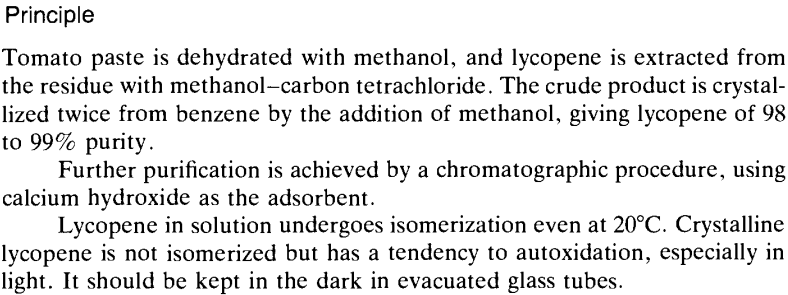 Principle
Tomato paste is dehydrated with methanol, and lycopene is extracted from
the residue with methanol–carbon tetrachloride. The crude product is crystal-
lized twice from benzene by the addition of methanol, giving lycopene of 98
to 99% purity.
Further purification is achieved by a chromatographic procedure, using
calcium hydroxide as the adsorbent.
Lycopene in solution undergoes isomerization even at 20°C. Crystalline
lycopene is not isomerized but has a tendency to autoxidation, especially in
light. It should be kept in the dark in evacuated glass tubes.